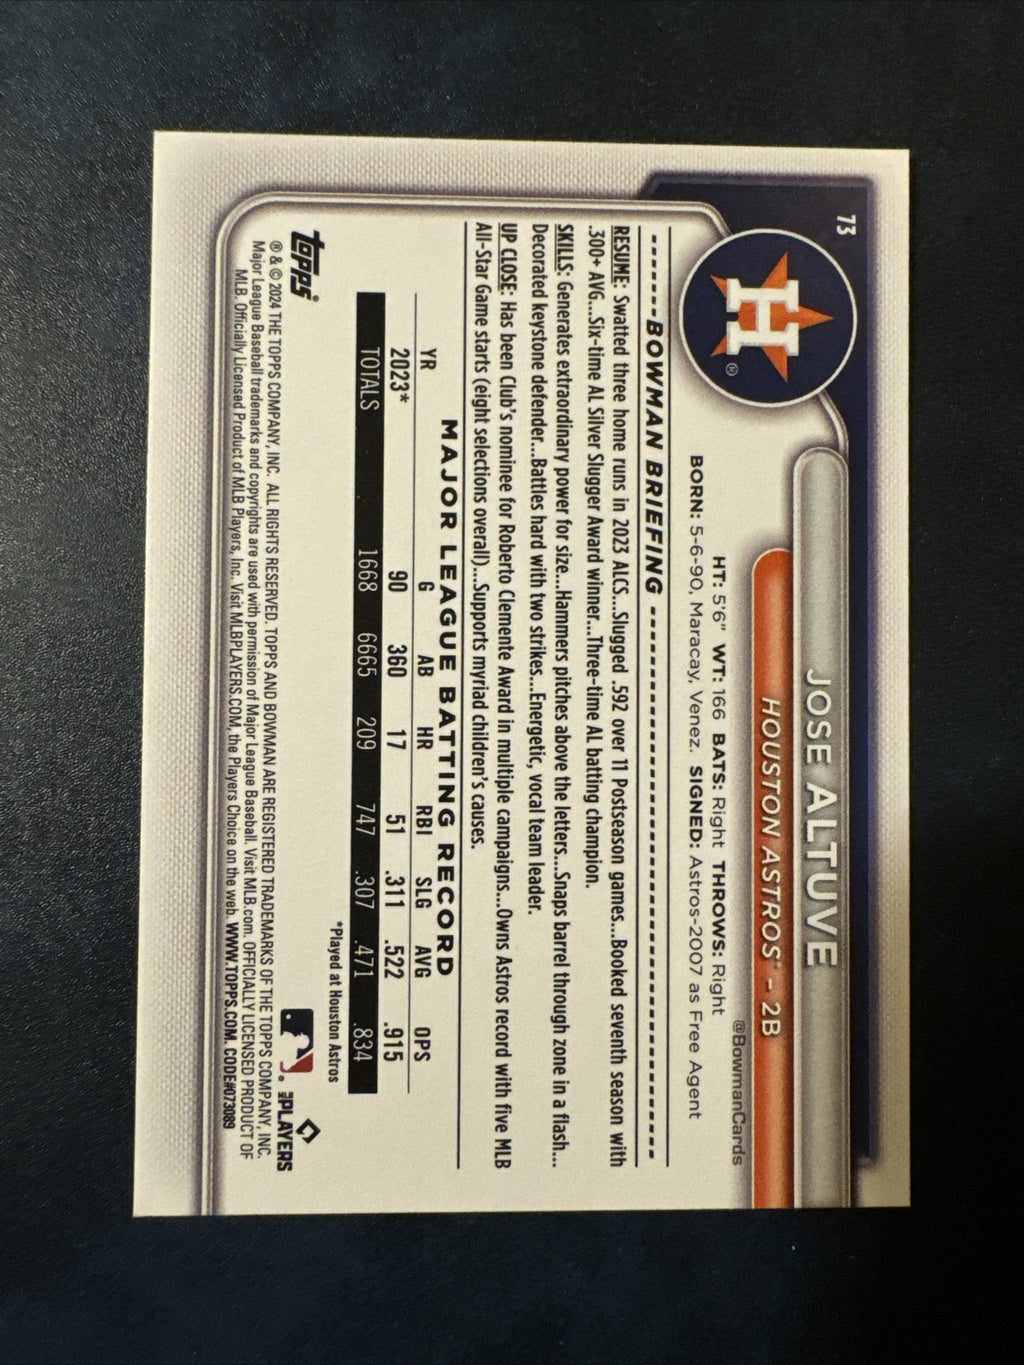 73
JOSE ALTUVE
HOUSTON ASTROS® - 2B
H®
@BowmanCards
HT: 5'6" WT: 166 BATS: Right THROWS: Right
BORN: 5-6-90, Maracay, Venez. SIGNED: Astros-2007 as Free Agent
BOWMAN BRIEFING
RESUME: Swatted three home runs in 2023 ALCS...Slugged .592 over 11 Postseason games...Booked seventh season with
300+ AVG...Six-time AL Silver Slugger Award winner...Three-time AL batting champion.
SKILLS: Generates extraordinary power for size...Hammers pitches above the letters...Snaps barrel through zone in a flash...
Decorated keystone defender...Battles hard with two strikes...Energetic, vocal team leader.
UP CLOSE: Has been Club's nominee for Roberto Clemente Award in multiple campaigns...Owns Astros record with five MLB
All-Star Game starts (eight selections overall)...Supports myriad children's causes.
MAJOR LEAGUE BATTING RECORD
YR G AB HR RBI SLG AVG OPS
2023* 90 360 17 51 .311 .522 .915
TOTALS 1668 6665 209 747 .307 .471 .834
*Played at Houston Astros
topps®
® & © 2024 THE TOPPS COMPANY, INC. ALL RIGHTS RESERVED. TOPPS AND BOWMAN ARE REGISTERED TRADEMARKS OF THE TOPPS COMPANY, INC.
Major League Baseball trademarks and copyrights are used with permission of Major League Baseball. Visit MLB.com. OFFICIALLY LICENSED PRODUCT OF
MLB. Officially Licensed Product of MLB Players, Inc. Visit MLBPLAYERS.COM, the Players Choice on the web. WWW.TOPPS.COM. CODE#073089
MLB PLAYERS